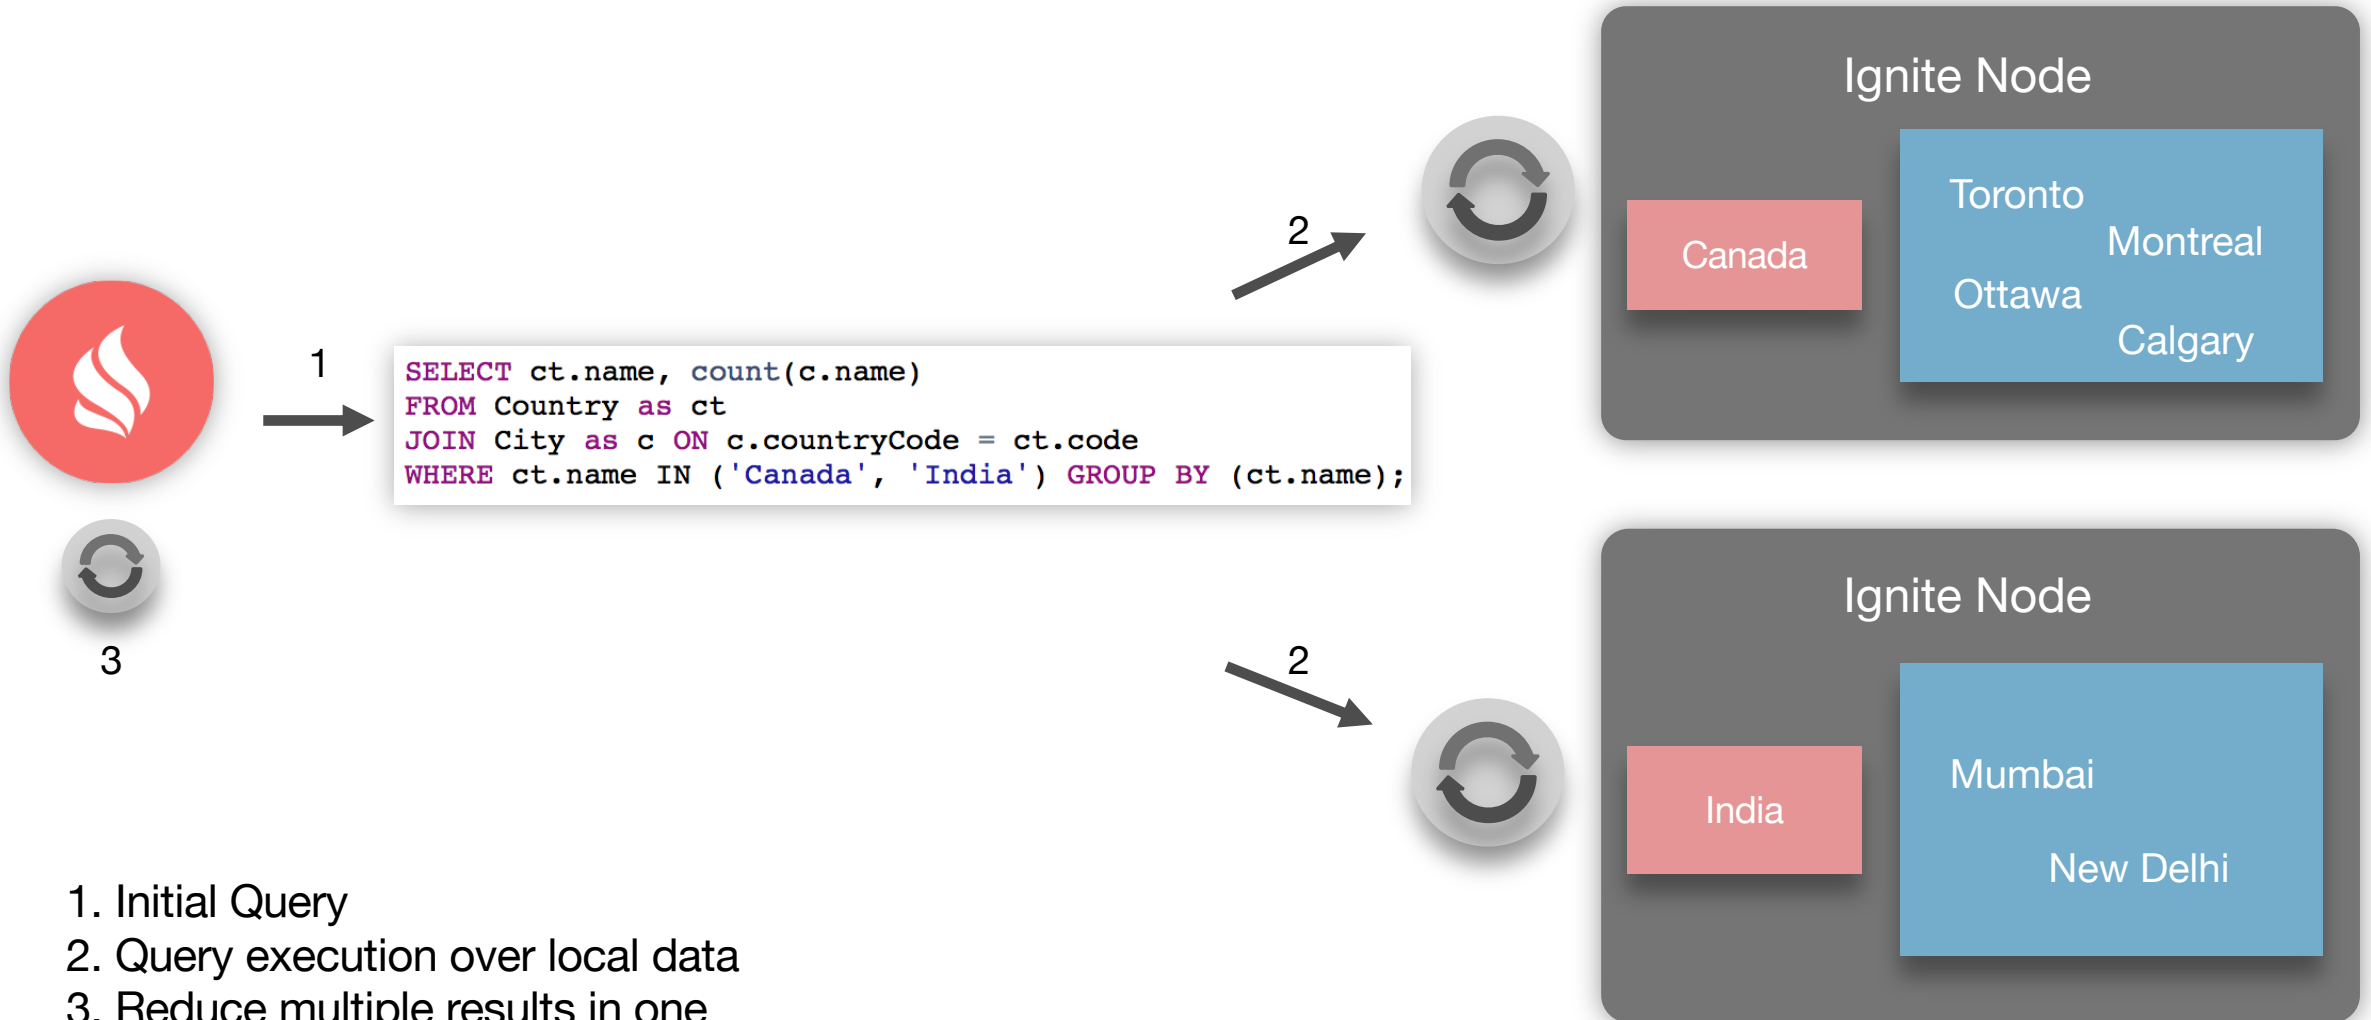 Ignite Node
Toronto
Montreal
Canada
Ottawa
Calgary
2
1
SELECT ct.name, count(c.name)
FROM Country as ct
JOIN City as c ON c.countryCode = ct.code
WHERE ct.name IN ('Canada', 'India') GROUP BY (ct.name);
3
2
Ignite Node
Mumbai
India
New Delhi
1. Initial Query
2. Query execution over local data
3. Reduce multiple results in one